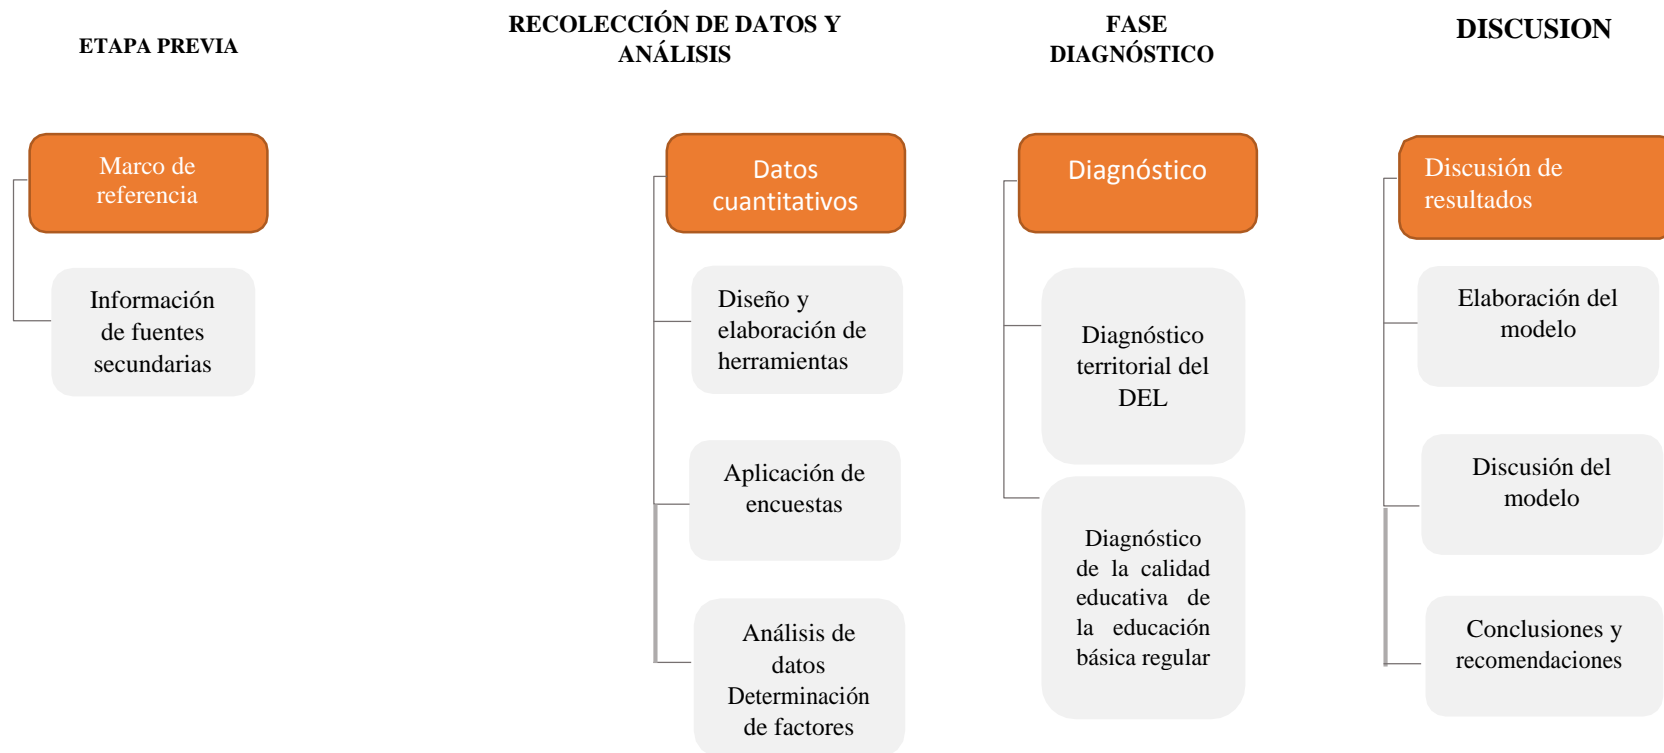 ETAPA PREVIA
RECOLECCIÓN DE DATOS Y
ANÁLISIS
FASE
DIAGNÓSTICO
DISCUSION
Marco de
referencia
Información
de fuentes
secundarias
Datos
cuantitativos
Diseño y
elaboración de
herramientas
Aplicación de
encuestas
Análisis de
datos
Determinación
de factores
Diagnóstico
Diagnóstico
territorial del
DEL
Diagnóstico
de la calidad
educativa de
la educación
básica regular
Discusión de
resultados
Elaboración del
modelo
Discusión del
modelo
Conclusiones y
recomendaciones